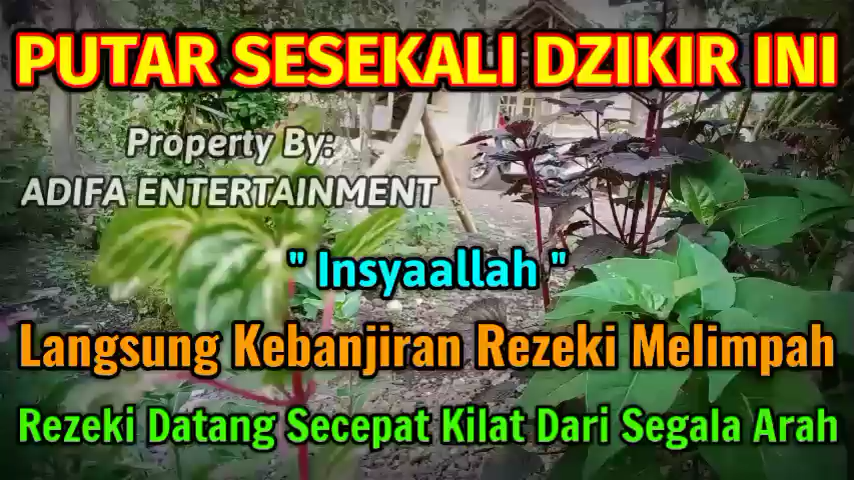 PUTAR SESEKALI DZIKIR INI
Property By:
ADIFA ENTERTAINMENT
" Insyaallah "
Langsung Kebanjiran Rezeki Melimpah
Rezeki Datang Secepat Kilat Dari Segala Arah